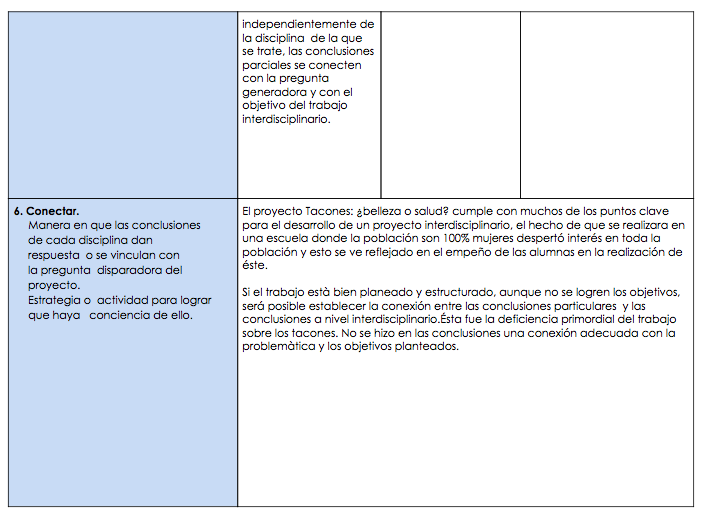 independientemente de
la disciplina de la que
se trate, las conclusiones
parciales se conecten
con la pregunta
generadora y con el
objetivo del trabajo
interdisciplinario.
6. Conectar.
Manera en que las conclusiones
de cada disciplina dan
respuesta o se vinculan con
la pregunta disparadora del
proyecto.
Estrategia o actividad para lograr
que haya conciencia de ello.
El proyecto Tacones: ¿belleza o salud? cumple con muchos de los puntos clave
para el desarrollo de un proyecto interdisciplinario, el hecho de que se realizara en
una escuela donde la población son 100% mujeres despertó interés en toda la
población y esto se ve reflejado en el empeño de las alumnas en la realización de
éste.
Si el trabajo està bien planeado y estructurado, aunque no se logren los objetivos,
será posible establecer la conexión entre las conclusiones particulares y las
conclusiones a nivel interdisciplinario.Ésta fue la deficiencia primordial del trabajo
sobre los tacones. No se hizo en las conclusiones una conexión adecuada con la
problemàtica y los objetivos planteados.